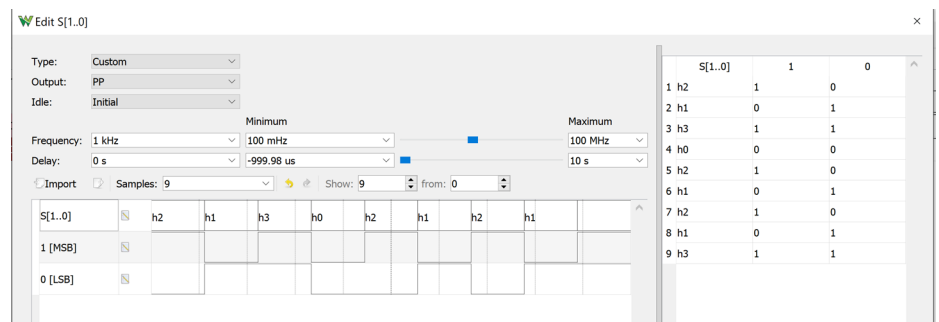 Edit S[1..0]
Type: Custom
Output: PP
Idle: Initial
Minimum Maximum
Frequency: 1 kHz 100 mHz 100 MHz
Delay: 0 s -999.98 us 10 s
Import Samples: 9 Show: 9 from: 0
S[1..0] h2 h1 h3 h0 h2 h1 h2 h1
1 [MSB]
0 [LSB]
S[1..0] 1 0
1 h2 1 0
2 h1 0 1
3 h3 1 1
4 h0 0 0
5 h2 1 0
6 h1 0 1
7 h2 1 0
8 h1 0 1
9 h3 1 1